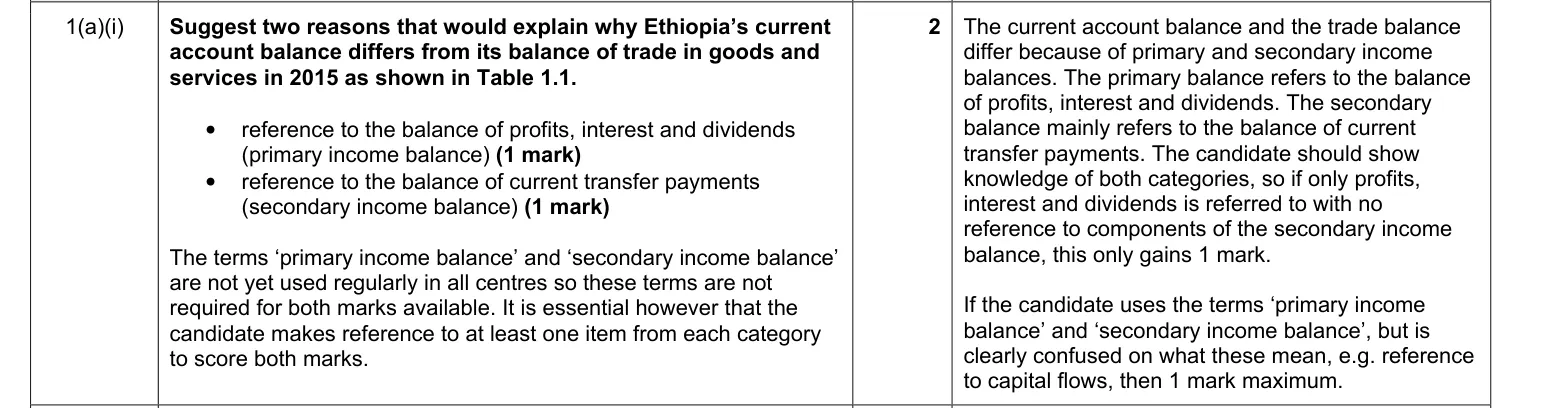 1(a)(i)
Suggest two reasons that would explain why Ethiopia's current
account balance differs from its balance of trade in goods and
services in 2015 as shown in Table 1.1.
• reference to the balance of profits, interest and dividends
(primary income balance) (1 mark)
• reference to the balance of current transfer payments
(secondary income balance) (1 mark)
The terms 'primary income balance' and 'secondary income balance'
are not yet used regularly in all centres so these terms are not
required for both marks available. It is essential however that the
candidate makes reference to at least one item from each category
to score both marks.
2
The current account balance and the trade balance
differ because of primary and secondary income
balances. The primary balance refers to the balance
of profits, interest and dividends. The secondary
balance mainly refers to the balance of current
transfer payments. The candidate should show
knowledge of both categories, so if only profits,
interest and dividends is referred to with no
reference to components of the secondary income
balance, this only gains 1 mark.
If the candidate uses the terms 'primary income
balance' and 'secondary income balance', but is
clearly confused on what these mean, e.g. reference
to capital flows, then 1 mark maximum.